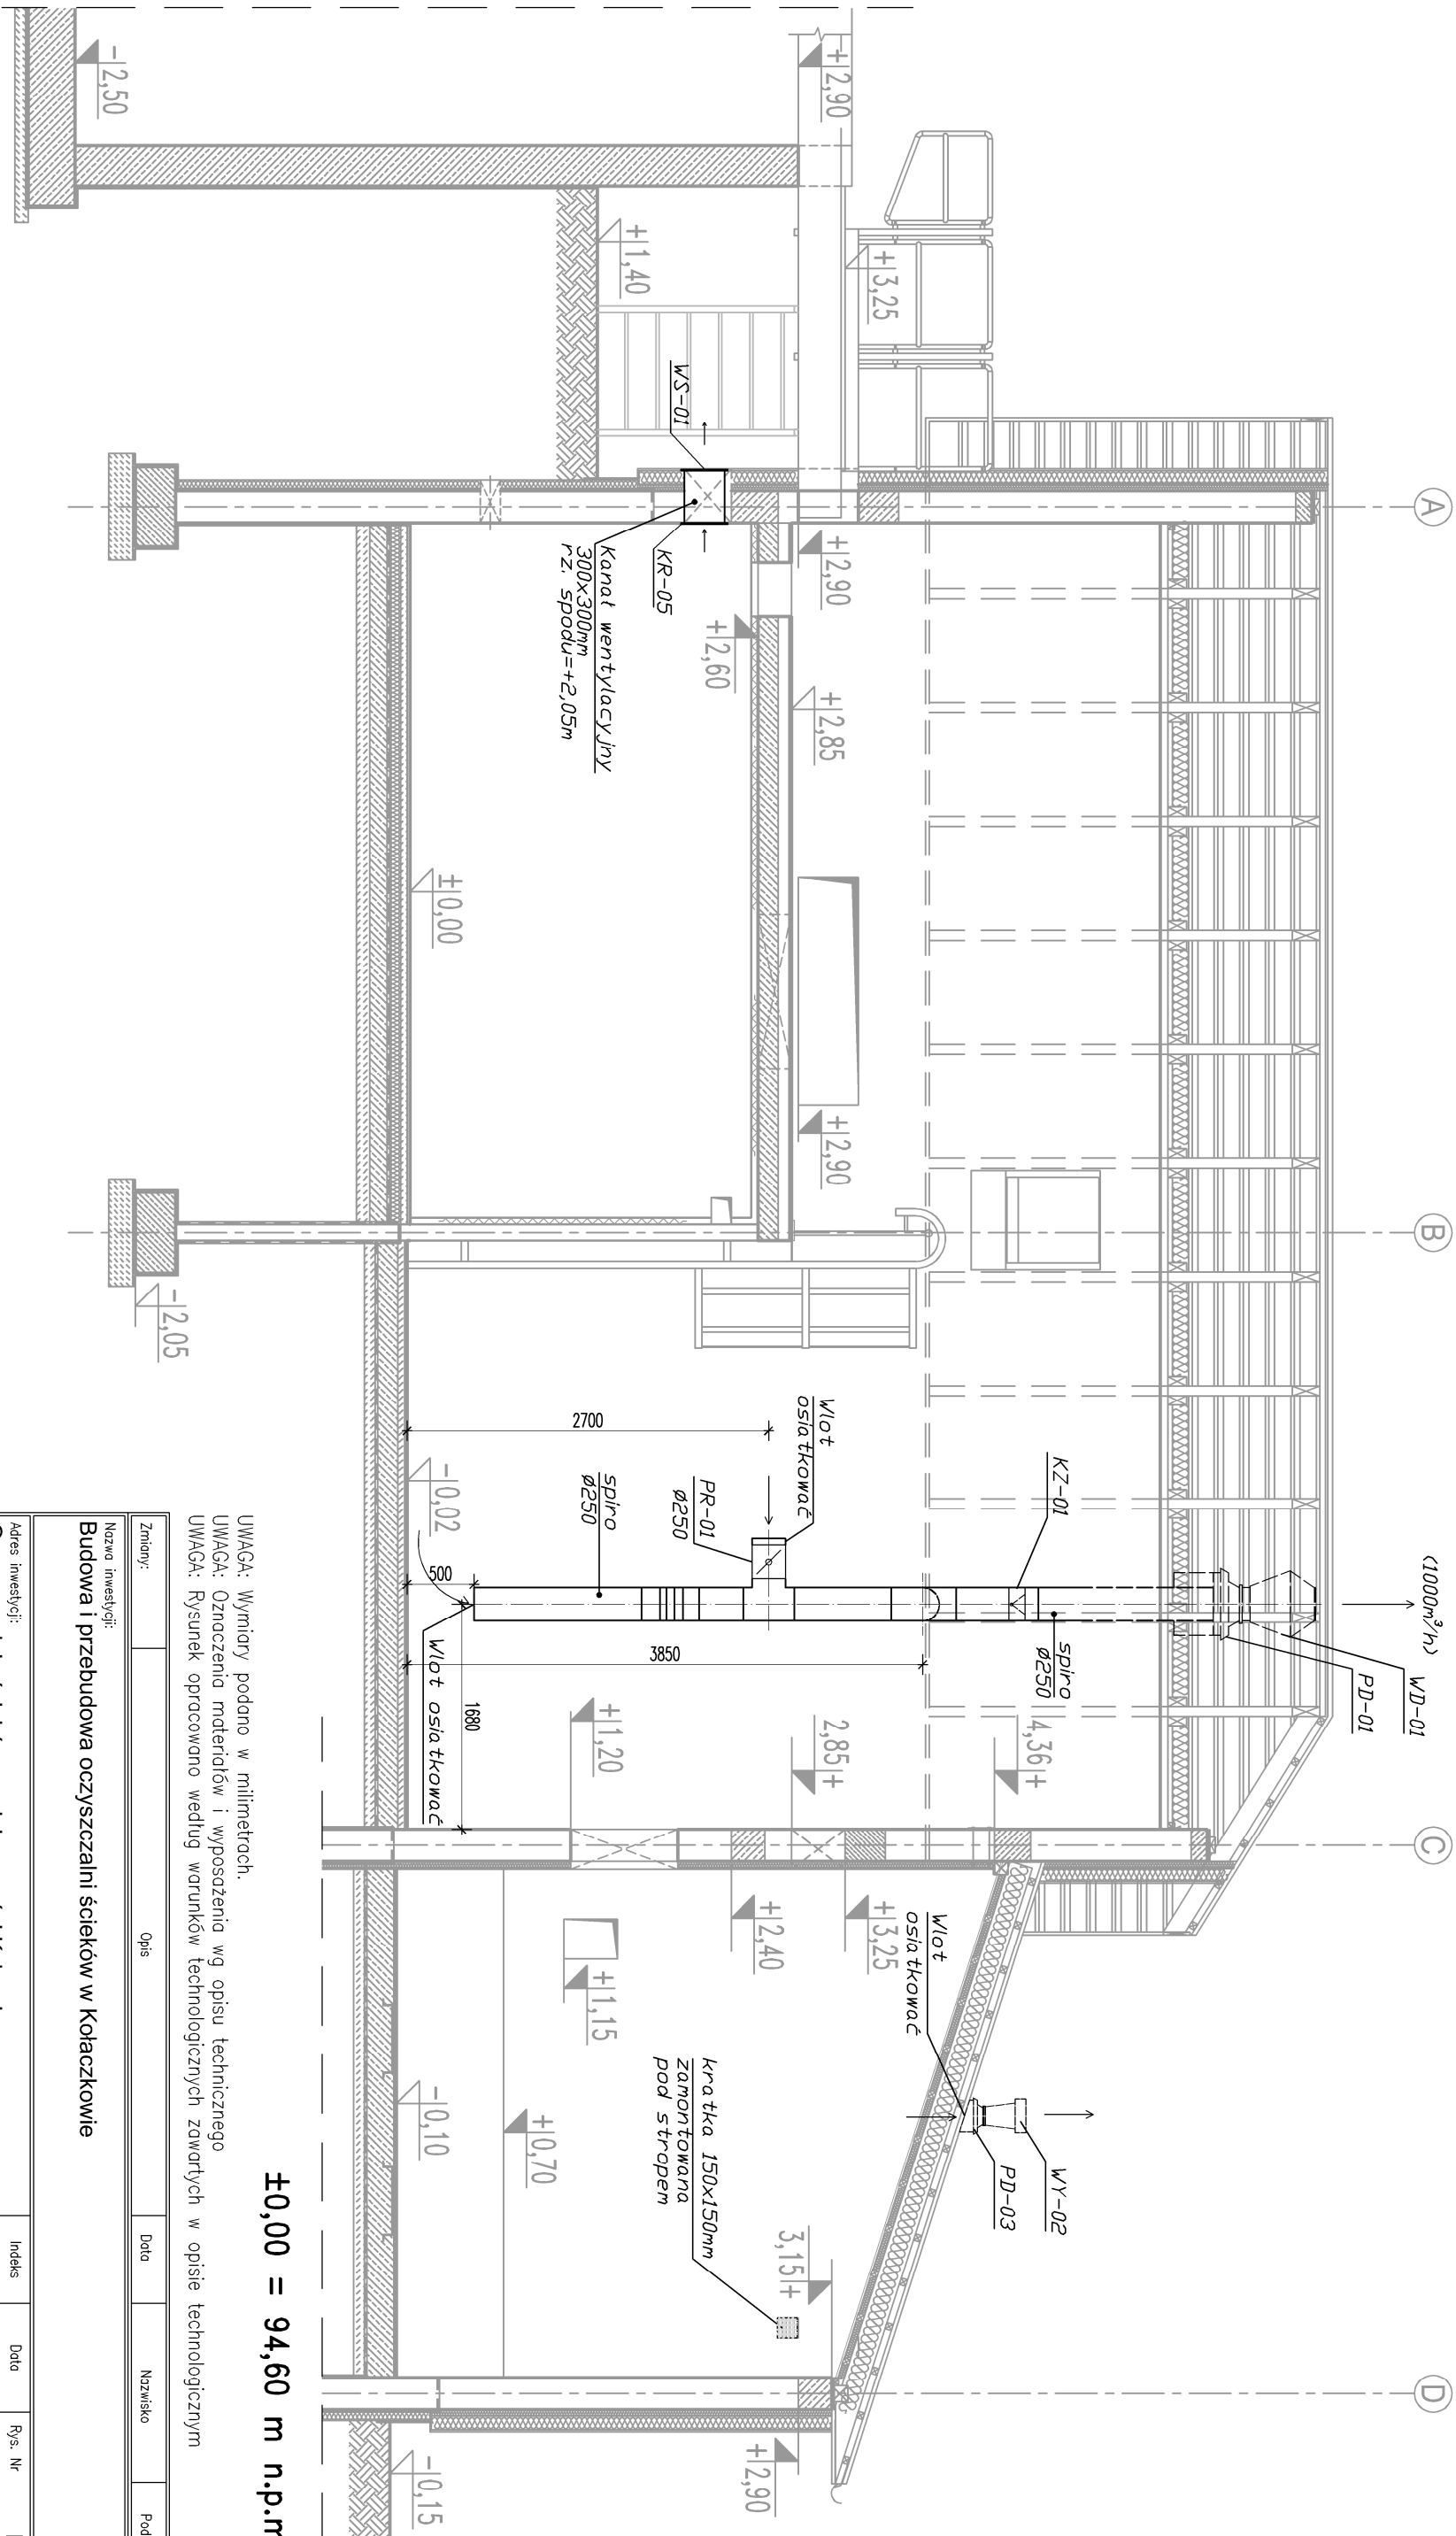 A
B
C
D
(1000m³/h)
WD-01
PD-01
+2,90
+3,25
-2,50
+1,40
WS-01
KR-05
Kanał wentylacyjny
300x300mm
rz. spodu=+2,05m
+2,90
+2,60
+2,85
±0,00
+2,90
-2,05
2700
Wlot
osiatkować
KZ-01
PR-01
Ø250
spiro
Ø250
-0,02
500
Wlot osiatkować
3850
1680
spiro
Ø250
+1,20
2,85+
4,36+
+2,40
+3,25
+1,15
Wlot
osiatkować
WY-02
PD-03
kratka 150x150mm
zamontowana
pod stropem
3,15+
+0,70
-0,10
+2,90
-0,15
±0,00 = 94,60 m n.p.m
UWAGA: Wymiary podano w milimetrach.
UWAGA: Oznaczenia materiałów i wyposażenia wg opisu technicznego
UWAGA: Rysunek opracowano według warunków technologicznych zawartych w opisie technologicznym
Zmiany: Opis Data Nazwisko Pod
Nazwa inwestycji:
Budowa i przebudowa oczyszczalni ścieków w Kołaczkowie
Adres inwestycji: Indeks Data Rys. Nr